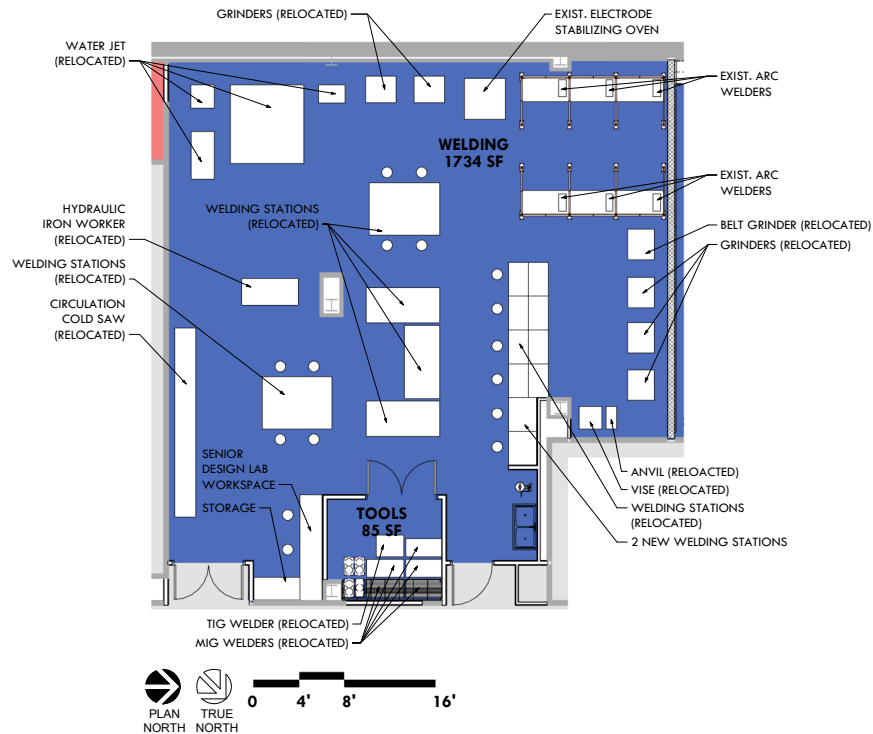 GRINDERS (RELOCATED)
EXIST. ELECTRODE
STABILIZING OVEN
WATER JET
(RELOCATED)
EXIST. ARC
WELDERS
WELDING
1734 SF
EXIST. ARC
WELDERS
HYDRAULIC
IRON WORKER
(RELOCATED)
WELDING STATIONS
(RELOCATED)
BELT GRINDER (RELOCATED)
GRINDERS (RELOCATED)
WELDING STATIONS
(RELOCATED)
CIRCULATION
COLD SAW
(RELOCATED)
SENIOR
DESIGN LAB
WORKSPACE
STORAGE
TOOLS
85 SF
ANVIL (RELOACTED)
VISE (RELOCATED)
WELDING STATIONS
(RELOCATED)
2 NEW WELDING STATIONS
TIG WELDER (RELOCATED)
MIG WELDERS (RELOCATED)
PLAN
NORTH
TRUE
NORTH
0 4' 8' 16'